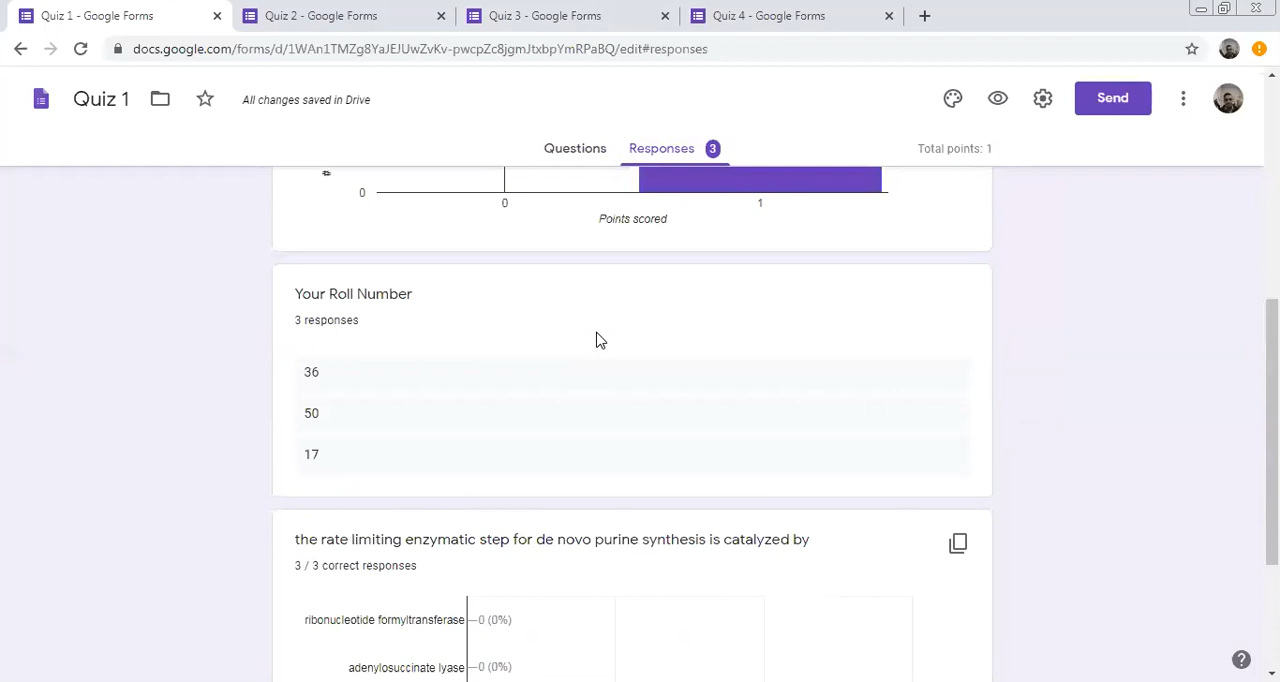 Quiz 1 - Google Forms
Quiz 2 - Google Forms
Quiz 3 - Google Forms
Quiz 4 - Google Forms
docs.google.com/forms/d/1WAn1TMZg8YaJEJUwZvKv-pwcpZc8jgmJtxbpYmRPaBQ/edit#responses
Quiz 1
All changes saved in Drive
Send
Questions
Responses 3
Total points: 1
0
0 1
Points scored
Your Roll Number
3 responses
36
50
17
the rate limiting enzymatic step for de novo purine synthesis is catalyzed by
3 / 3 correct responses
ribonucleotide formyltransferase 0 (0%)
adenylosuccinate lyase 0 (0%)